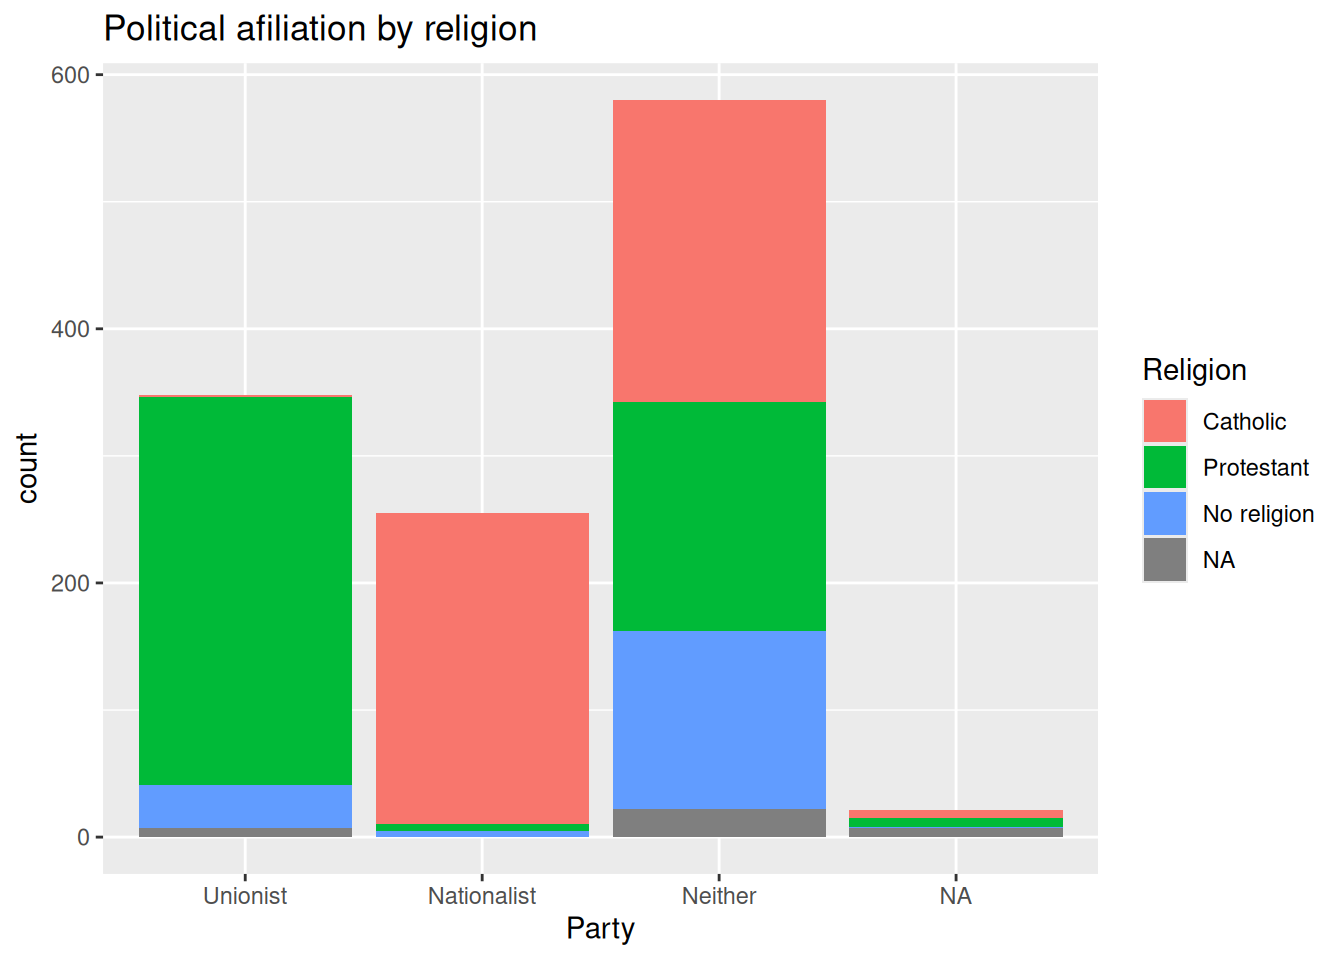 Political afiliation by religion
600
400
200
0
count
Unionist
Nationalist
Neither
NA
Party
Religion
Catholic
Protestant
No religion
NA